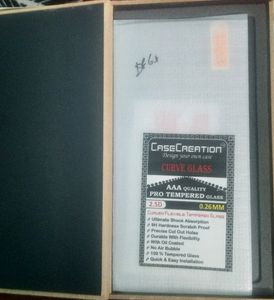 CASECREATION
Design your own case
CURVE GLASS
AAA QUALITY
PRO TEMPERED GLASS
2.5D 0.26MM
CURVED FLEXIBLE TEMPERED GLASS
Ultimate Shock Absorption
9H Hardness Scratch Proof
Precise Cut Out Holes
Durable With Flexibility
With Oil Coated
No Air Bubble
100 % Tempered Glass
Quick & Easy Installation